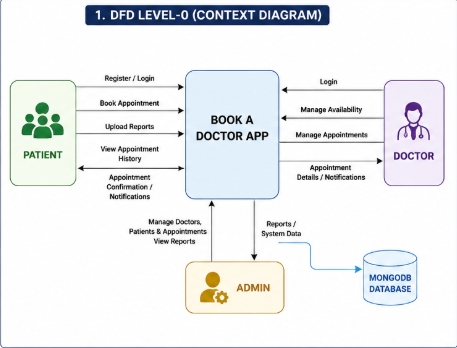 1. DFD LEVEL-0 (CONTEXT DIAGRAM)
Register / Login
Book Appointment
Upload Reports
View Appointment
History
Appointment
Confirmation /
Notifications
PATIENT
BOOK A
DOCTOR APP
Login
Manage Availability
Manage Appointments
Appointment
Details / Notifications
DOCTOR
Manage Doctors,
Patients & Appointments
View Reports
Reports /
System Data
ADMIN
MONGODB
DATABASE